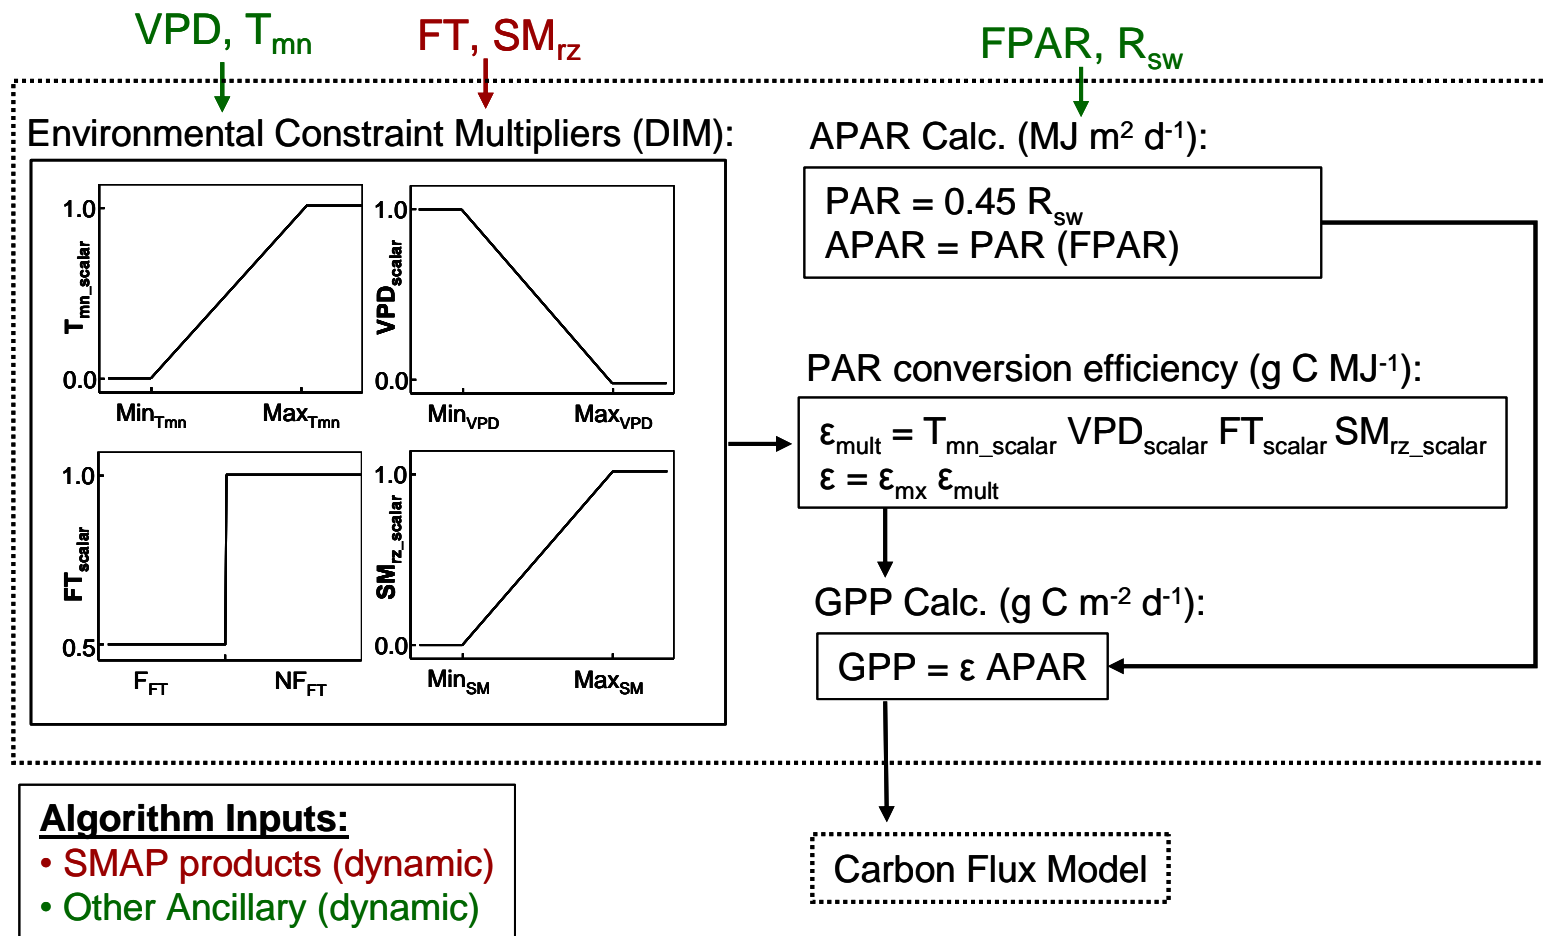 VPD, Tmn
FT, SMrz
FPAR, Rsw
Environmental Constraint Multipliers (DIM):
1.0
Tmn_scalar
0.0
MinTmn MaxTmn
1.0
VPDscalar
0.0
MinVPD MaxVPD
1.0
FTscalar
0.5
FFT NFFT
1.0
SMrz_scalar
0.0
MinSM MaxSM
APAR Calc. (MJ m2 d-1):
PAR = 0.45 Rsw
APAR = PAR (FPAR)
PAR conversion efficiency (g C MJ-1):
εmult = Tmn_scalar VPDscalar FTscalar SMrz_scalar
ε = εmx εmult
GPP Calc. (g C m-2 d-1):
GPP = ε APAR
Carbon Flux Model
Algorithm Inputs:
• SMAP products (dynamic)
• Other Ancillary (dynamic)